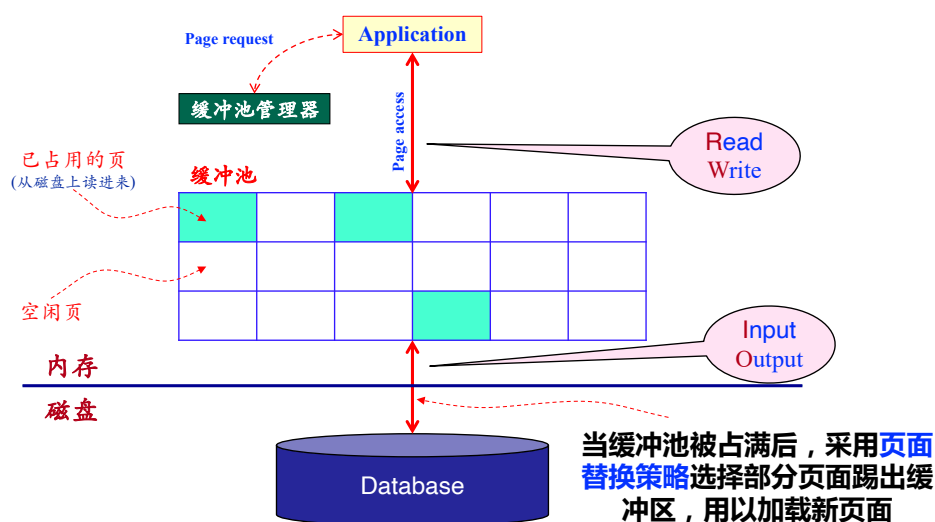 Page request
Application
缓冲池管理器
Page access
Read
Write
已占用的页
(从磁盘上读进来)
缓冲池
空闲页
Input
Output
内存
磁盘
Database
当缓冲池被占满后，采用页面
替换策略选择部分页面踢出缓
冲区，用以加载新页面